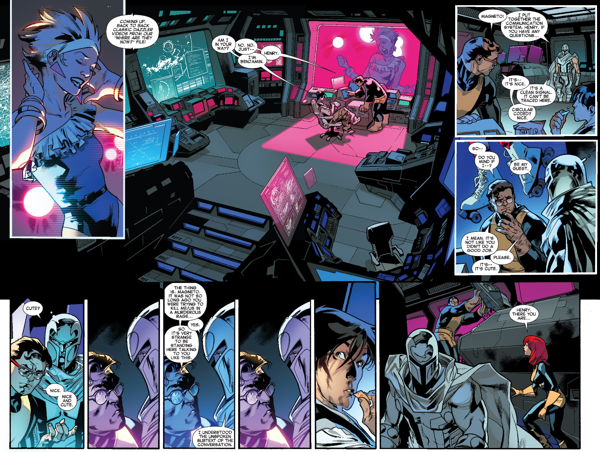 COMING UP,
BACK TO BACK
CLASSIC DAZZLER
VIDEOS FROM OUR
"WHERE ARE THEY
NOW?" FILE!
AM I
IN YOUR
WAY?
NO, NO.
JUST--
HENRY.
I'M
BENJAMIN.
MAGNETO.
I PUT
TOGETHER THE
COMMUNICATION
SYSTEM, HENRY, IF
YOU HAVE ANY
QUESTIONS...
IT'S--
IT'S NICE.
IT'S A
CLEAN SIGNAL.
IT CAN'T BE
TRACED HERE.
CIRCULAR
CODED?
NICE.
SO--
DO YOU
MIND IF
I--?
BE MY
GUEST.
I MEAN, IT'S
NOT LIKE YOU
DIDN'T DO A
GOOD JOB.
PLEASE.
IT'S--
IT'S CUTE.
CUTE?
NICE.
NICE
AND
CUTE.
THE THING
IS, MAGNETO,
IT WAS NOT SO
LONG AGO YOU
WERE TRYING TO
KILL ME/US IN
A MURDEROUS
RAGE...
YES.
SO,
IT'S VERY
STRANGE TO
BE STANDING
HERE TALKING
TO YOU
LIKE THIS.
I UNDERSTOOD
THE UNSPOKEN
SUBTEXT OF THE
CONVERSATION.
HENRY,
THERE YOU
ARE...